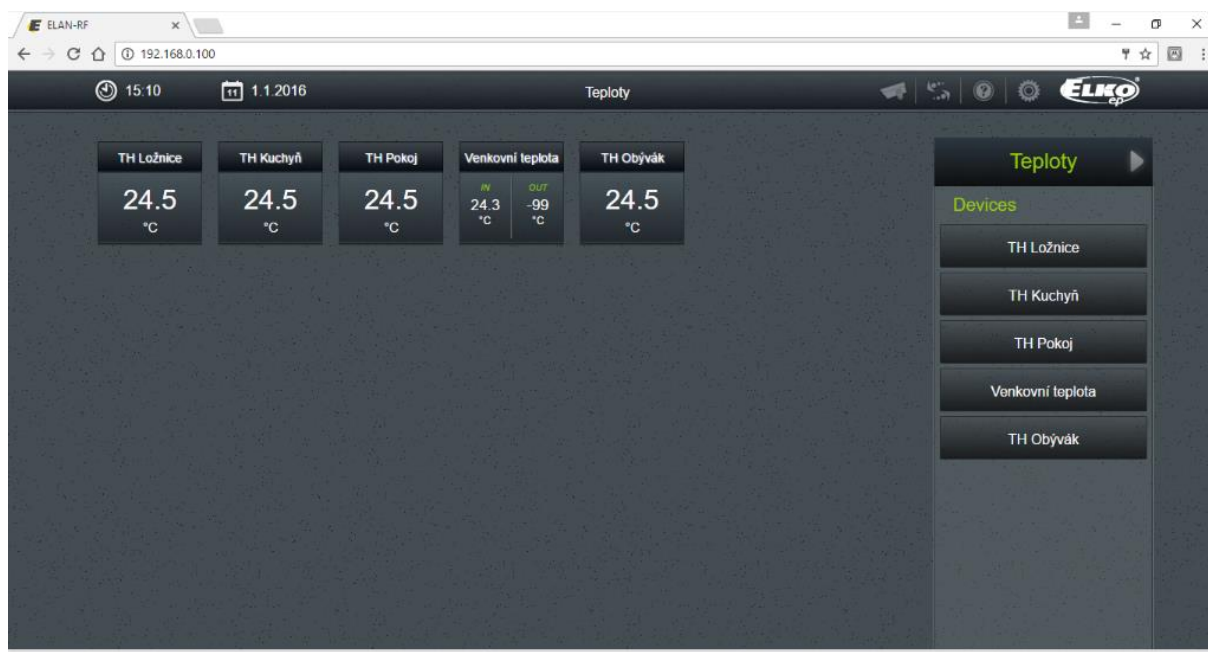 ELAN-RF
192.168.0.100
15:10 11 1.1.2016 Teploty ELKO ep
TH Ložnice TH Kuchyň TH Pokoj Venkovní teplota TH Obývák
24.5 °C
24.5 °C
24.5 °C
IN 24.3 °C
OUT -99 °C
24.5 °C
Teploty
Devices
TH Ložnice
TH Kuchyň
TH Pokoj
Venkovní teplota
TH Obývák